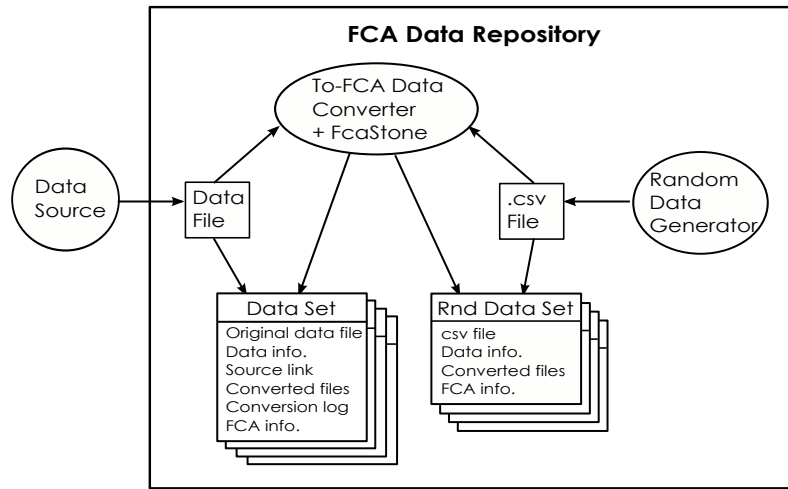 FCA Data Repository
To-FCA Data
Converter
+ FcaStone
Data
Source
Data
File
.csv
File
Random
Data
Generator
Data Set
Original data file
Data info.
Source link
Converted files
Conversion log
FCA info.
Rnd Data Set
csv file
Data info.
Converted files
FCA info.